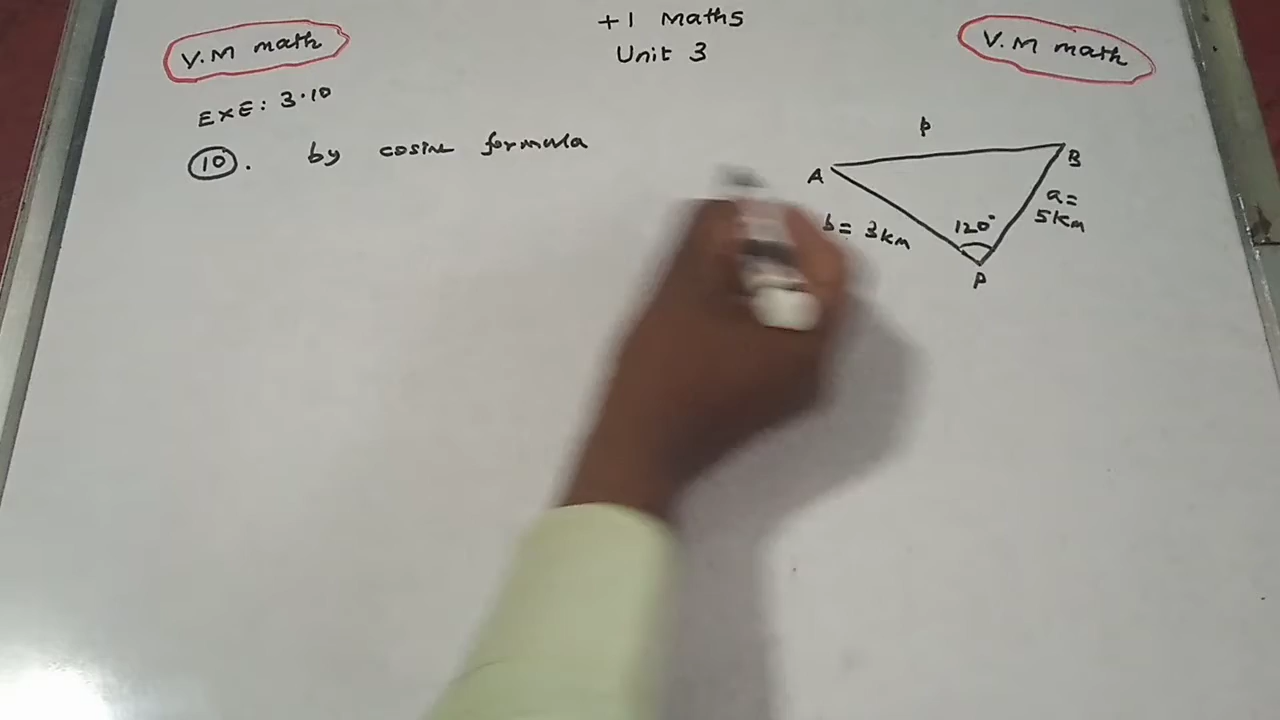 +1 Maths
V.M math
V.M math
Unit 3
EXE: 3.10
10. by cosine formula
p
A
B
a=
5km
b = 3km
120°
P